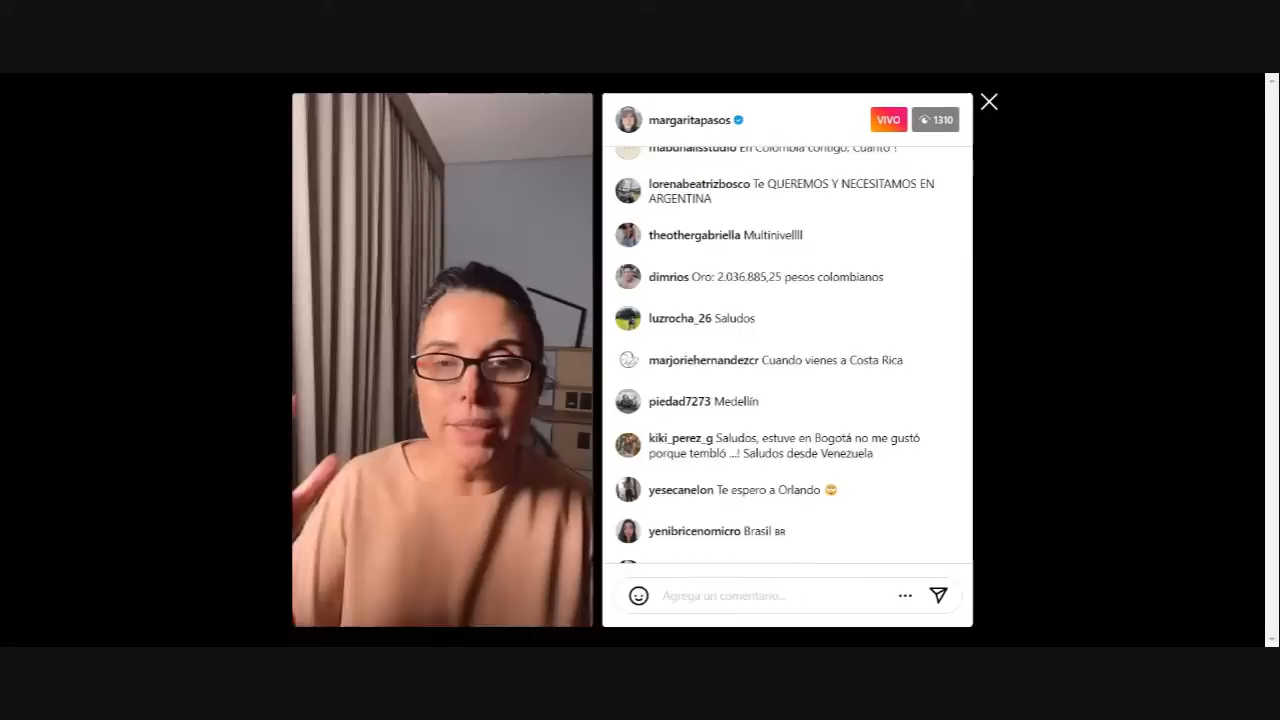 margaritapasos
VIVO
1310
mabunalsstudio En Colombia contigo. Cuanto ?
lorenabeatrizbosco Te QUEREMOS Y NECESITAMOS EN
ARGENTINA
theothergabriella Multinivellll
dimrios Oro: 2.036.885,25 pesos colombianos
luzrocha_26 Saludos
marjoriehernandezcr Cuando vienes a Costa Rica
piedad7273 Medellín
kiki_perez_g Saludos, estuve en Bogotá no me gustó
porque tembló ...! Saludos desde Venezuela
yesecanelon Te espero a Orlando 🙄
yenibricenomicro Brasil BR
Agrega un comentario...